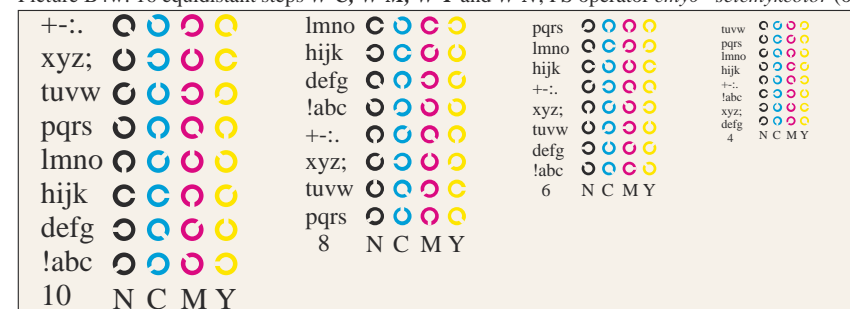 +-:.
xyz;
tuvw
pqrs
lmno
hijk
defg
!abc
10 N C M Y
lmno
hijk
defg
!abc
+-:.
xyz;
tuvw
pqrs
8 N C M Y
pqrs
lmno
hijk
+-:.
xyz;
tuvw
defg
!abc
6 N C M Y
tuvw
pqrs
lmno
hijk
+-:.
!abc
xyz;
defg
4 N C M Y